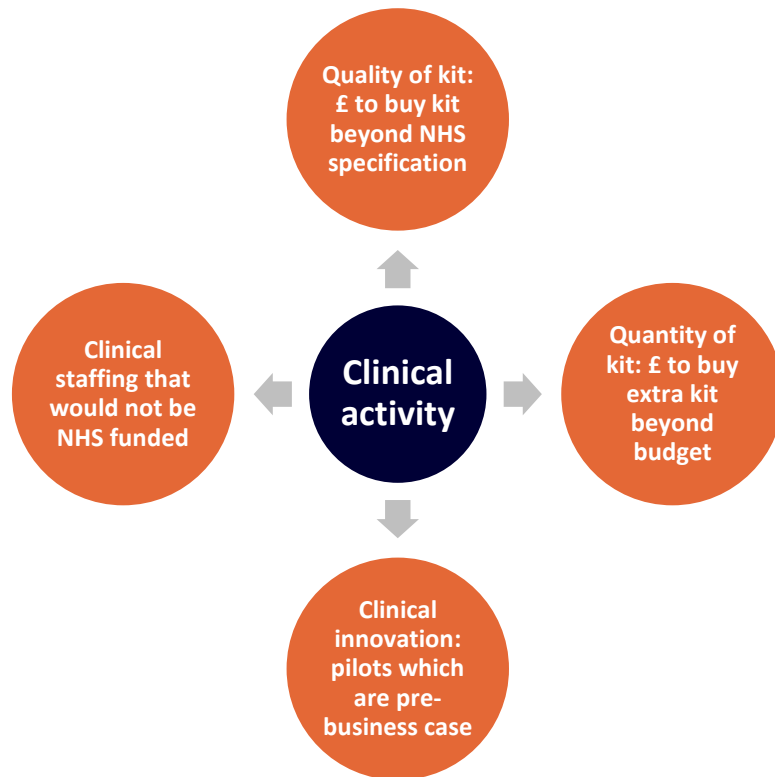 Quality of kit:
£ to buy kit
beyond NHS
specification
Clinical
staffing that
would not be
NHS funded
Clinical
activity
Quantity of
kit: £ to buy
extra kit
beyond
budget
Clinical
innovation:
pilots which
are pre-
business case